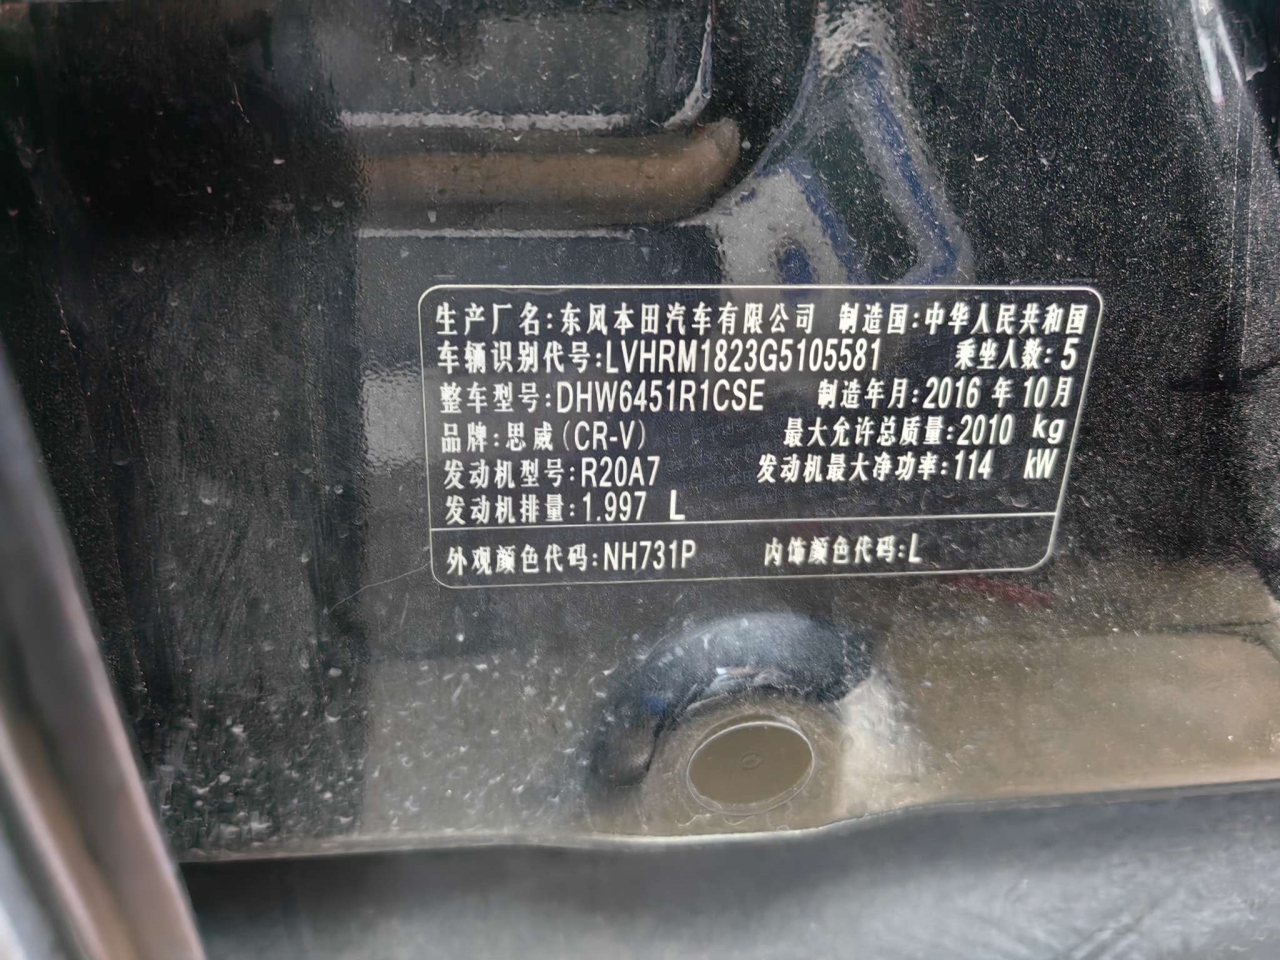 生产厂名:东风本田汽车有限公司 制造国:中华人民共和国
车辆识别代号:LVHRM1823G5105581 乘坐人数:5
整车型号:DHW6451R1CSE 制造年月:2016 年 10 月
品牌:思威(CR-V) 最大允许总质量:2010 kg
发动机型号:R20A7 发动机最大净功率:114 kW
发动机排量:1.997 L
外观颜色代码:NH731P 内饰颜色代码:L